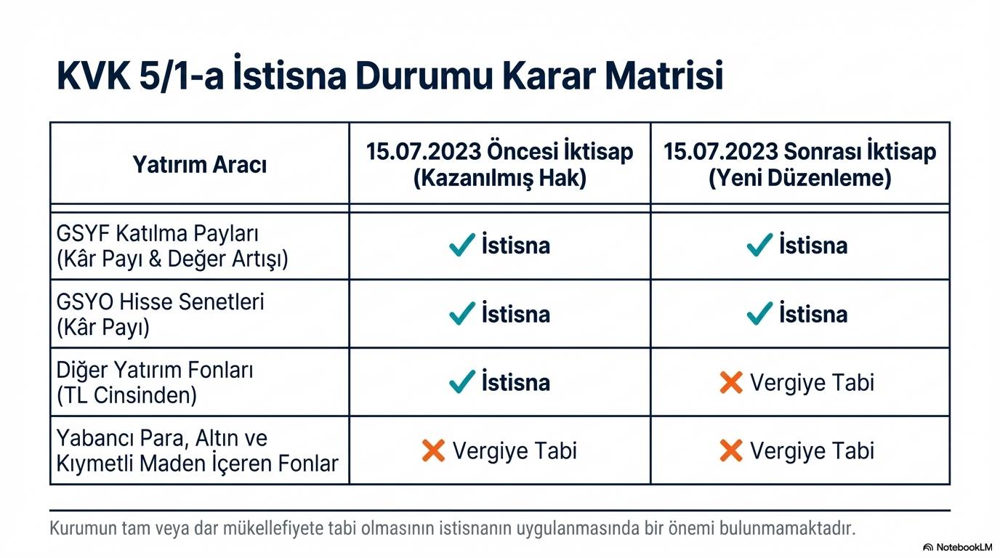 KVK 5/1-a İstisna Durumu Karar Matrisi
Yatırım Aracı
15.07.2023 Öncesi İktisap
(Kazanılmış Hak)
15.07.2023 Sonrası İktisap
(Yeni Düzenleme)
GSYF Katılma Payları
(Kâr Payı & Değer Artışı)
İstisna
İstisna
GSYO Hisse Senetleri
(Kâr Payı)
İstisna
İstisna
Diğer Yatırım Fonları
(TL Cinsinden)
İstisna
Vergiye Tabi
Yabancı Para, Altın ve
Kıymetli Maden İçeren Fonlar
Vergiye Tabi
Vergiye Tabi
Kurumun tam veya dar mükellefiyete tabi olmasının istisnanın uygulanmasında bir önemi bulunmamaktadır.
NotebookLM